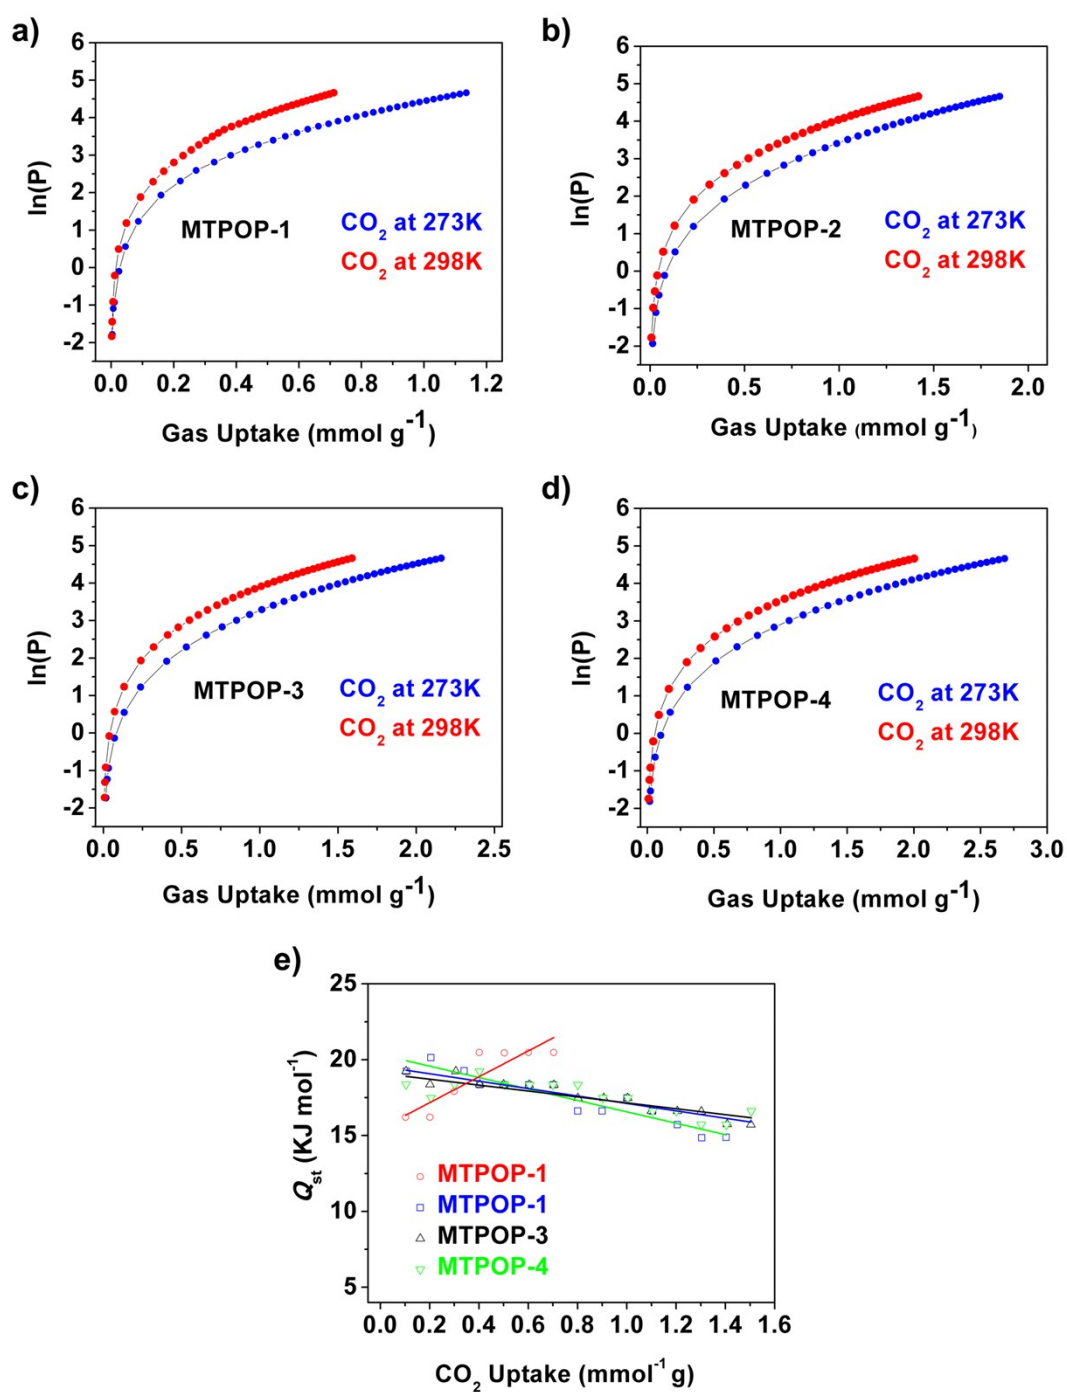 a)
6
5
4
3
2
1
0
-1
-2
ln(P)
MTPOP-1
CO2 at 273K
CO2 at 298K
0.0 0.2 0.4 0.6 0.8 1.0 1.2
Gas Uptake (mmol g-1)
b)
6
5
4
3
2
1
0
-1
-2
ln(P)
MTPOP-2
CO2 at 273K
CO2 at 298K
0.0 0.5 1.0 1.5 2.0
Gas Uptake (mmol g-1)
c)
6
5
4
3
2
1
0
-1
-2
ln(P)
MTPOP-3
CO2 at 273K
CO2 at 298K
0.0 0.5 1.0 1.5 2.0 2.5
Gas Uptake (mmol g-1)
d)
6
5
4
3
2
1
0
-1
-2
ln(P)
MTPOP-4
CO2 at 273K
CO2 at 298K
0.0 0.5 1.0 1.5 2.0 2.5 3.0
Gas Uptake (mmol g-1)
e)
25
20
15
10
5
Qst (KJ mol-1)
MTPOP-1
MTPOP-1
MTPOP-3
MTPOP-4
0.0 0.2 0.4 0.6 0.8 1.0 1.2 1.4 1.6
CO2 Uptake (mmol-1 g)